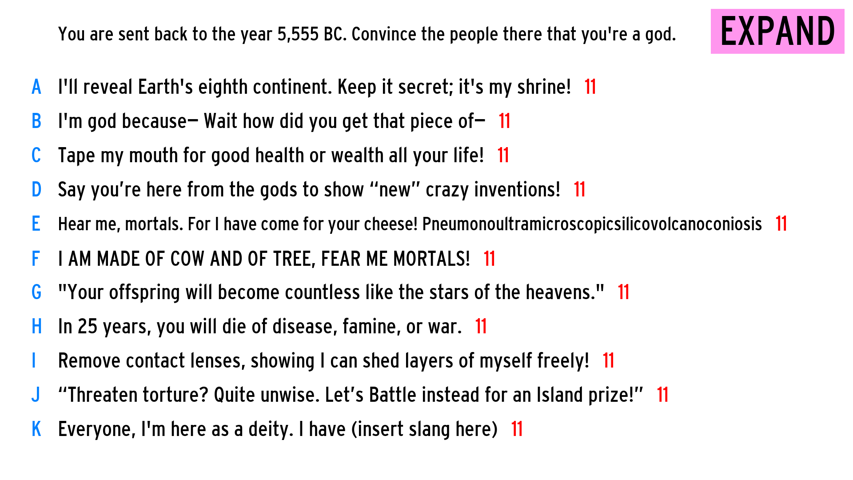 You are sent back to the year 5,555 BC. Convince the people there that you're a god.
EXPAND
A I'll reveal Earth's eighth continent. Keep it secret; it's my shrine! 11
B I'm god because– Wait how did you get that piece of– 11
C Tape my mouth for good health or wealth all your life! 11
D Say you’re here from the gods to show “new” crazy inventions! 11
E Hear me, mortals. For I have come for your cheese! Pneumonoultramicroscopicsilicovolcanoconiosis 11
F I AM MADE OF COW AND OF TREE, FEAR ME MORTALS! 11
G "Your offspring will become countless like the stars of the heavens." 11
H In 25 years, you will die of disease, famine, or war. 11
I Remove contact lenses, showing I can shed layers of myself freely! 11
J “Threaten torture? Quite unwise. Let’s Battle instead for an Island prize!” 11
K Everyone, I'm here as a deity. I have (insert slang here) 11